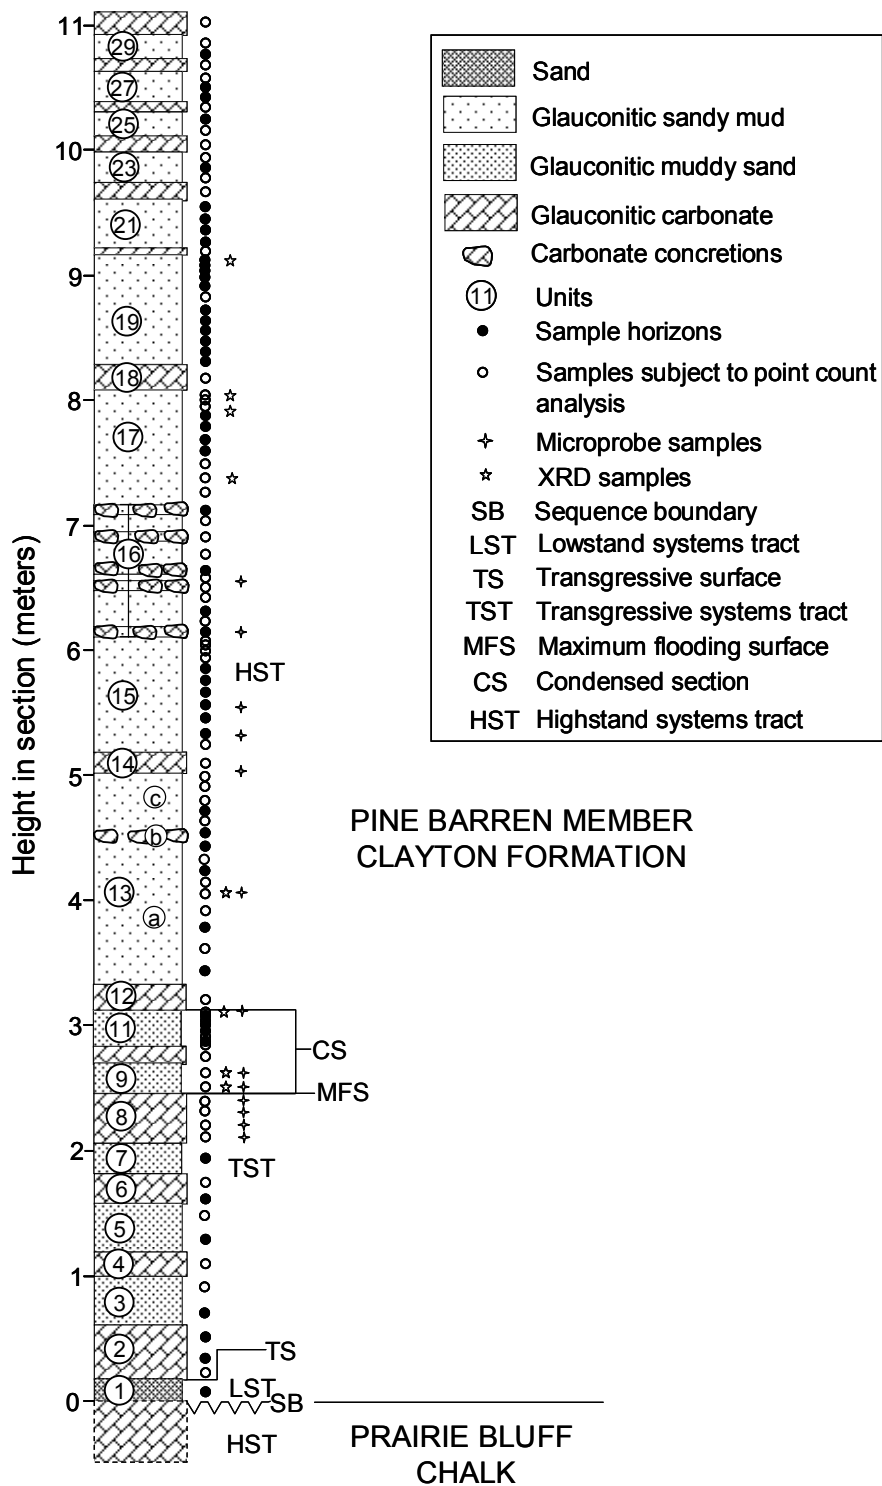 Height in section (meters)
11
10
9
8
7
6
5
4
3
2
1
0
29
27
25
23
21
19
18
17
16
15
14
c
b
13
a
12
11
9
8
7
6
5
4
3
2
1
HST
CS
MFS
TST
TS
LST
SB
HST
Sand
Glauconitic sandy mud
Glauconitic muddy sand
Glauconitic carbonate
Carbonate concretions
11 Units
Sample horizons
Samples subject to point count
analysis
Microprobe samples
XRD samples
SB Sequence boundary
LST Lowstand systems tract
TS Transgressive surface
TST Transgressive systems tract
MFS Maximum flooding surface
CS Condensed section
HST Highstand systems tract
PINE BARREN MEMBER
CLAYTON FORMATION
PRAIRIE BLUFF
CHALK